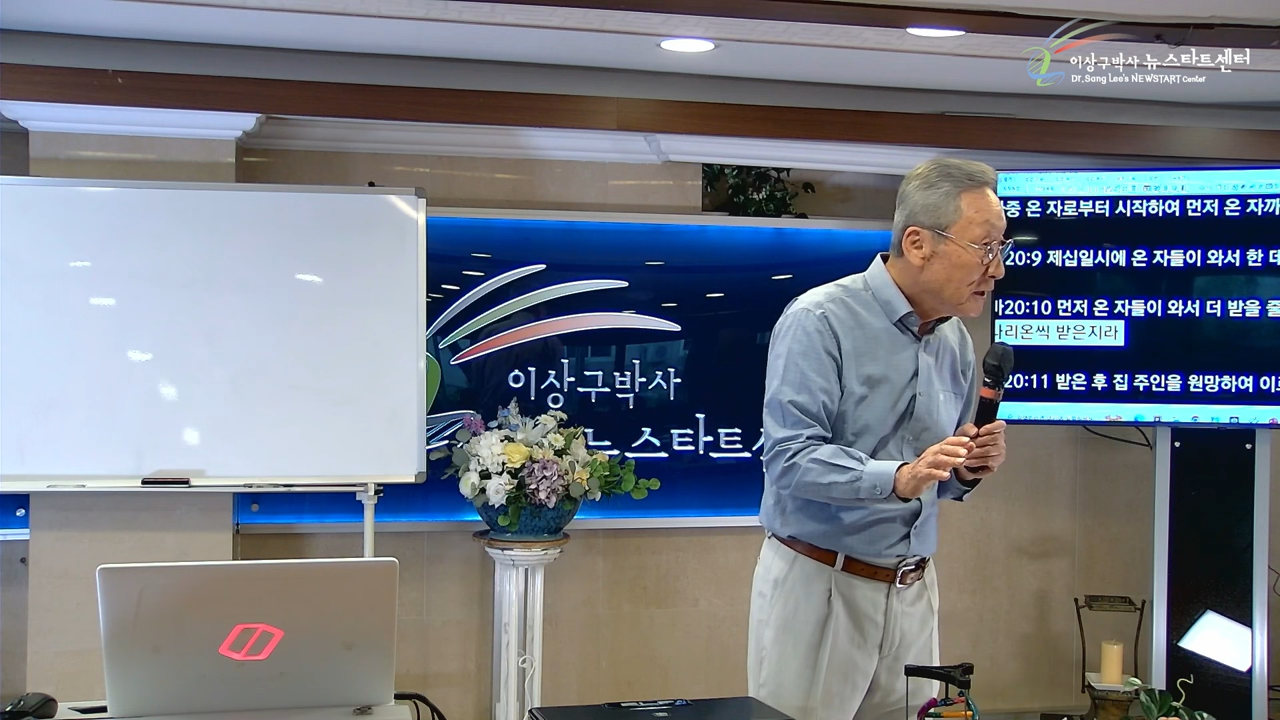 이상구박사 뉴스타트센터
Dr. Sang Lee's NEWSTART Center
중 온 자로부터 시작하여 먼저 온 자까
20:9 제십일시에 온 자들이 와서 한 데
20:10 먼저 온 자들이 와서 더 받을 줄
나리온씩 받은지라
20:11 받은 후 집 주인을 원망하여 이르
이상구박사
뉴스타트